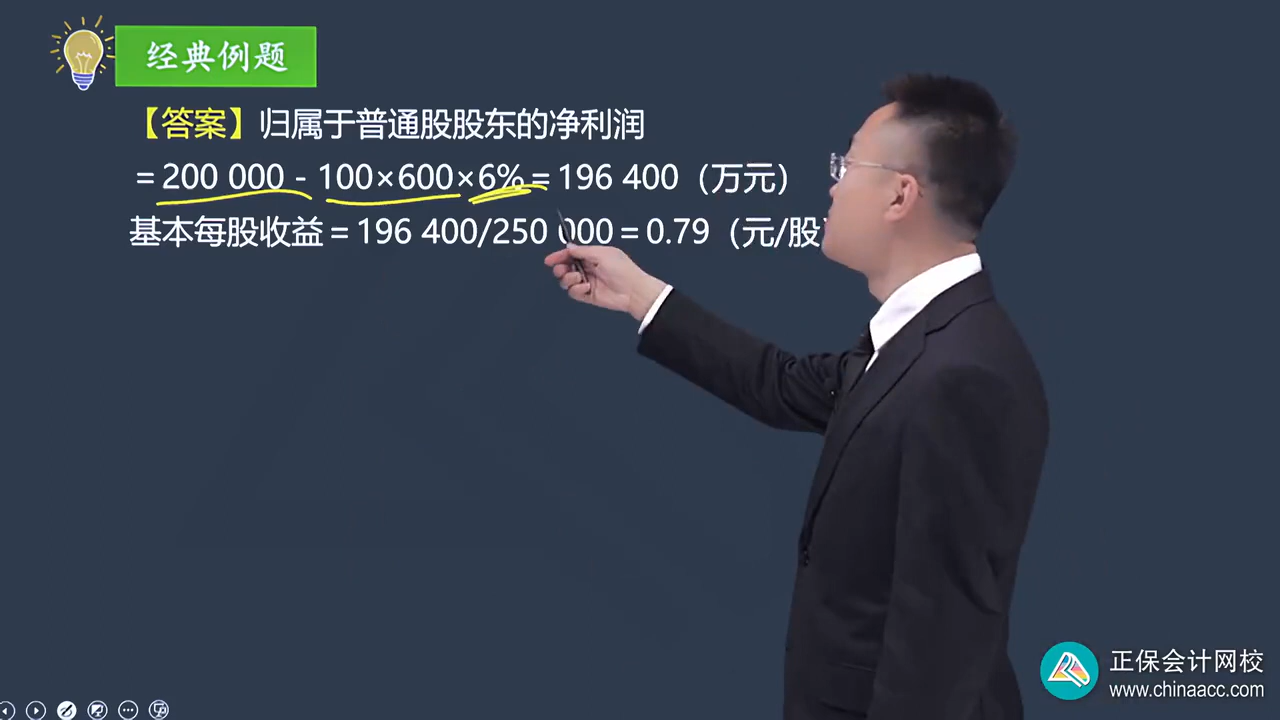 经典例题
【答案】归属于普通股股东的净利润
＝200 000－100×600×6%＝196 400（万元）
基本每股收益＝196 400/250 000＝0.79（元/股
正保会计网校
www.chinaacc.com